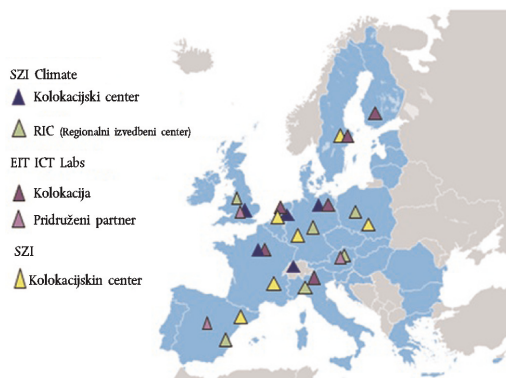 SZI Climate
Kolokacijski center
RIC (Regionalni izvedbeni center)
EIT ICT Labs
Kolokacija
Pridruženi partner
SZI
Kolokacijskin center